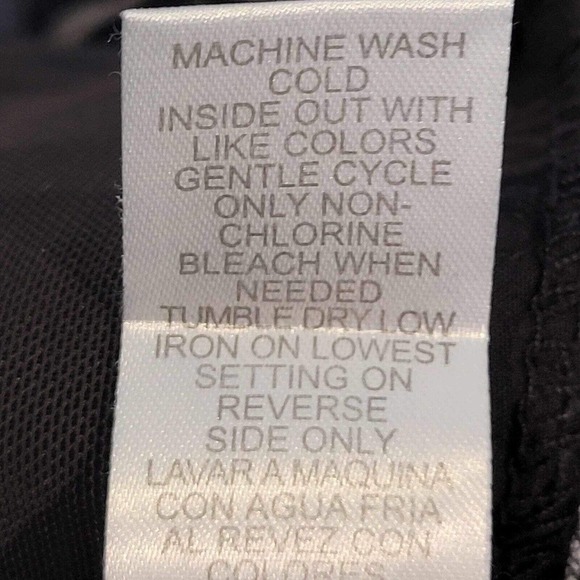 MACHINE WASH
COLD
INSIDE OUT WITH
LIKE COLORS
GENTLE CYCLE
ONLY NON-
CHLORINE
BLEACH WHEN
NEEDED
TUMBLE DRY LOW
IRON ON LOWEST
SETTING ON
REVERSE
SIDE ONLY
LAVAR A MAQUINA
CON AGUA FRIA
AL REVEZ CON
COLORES